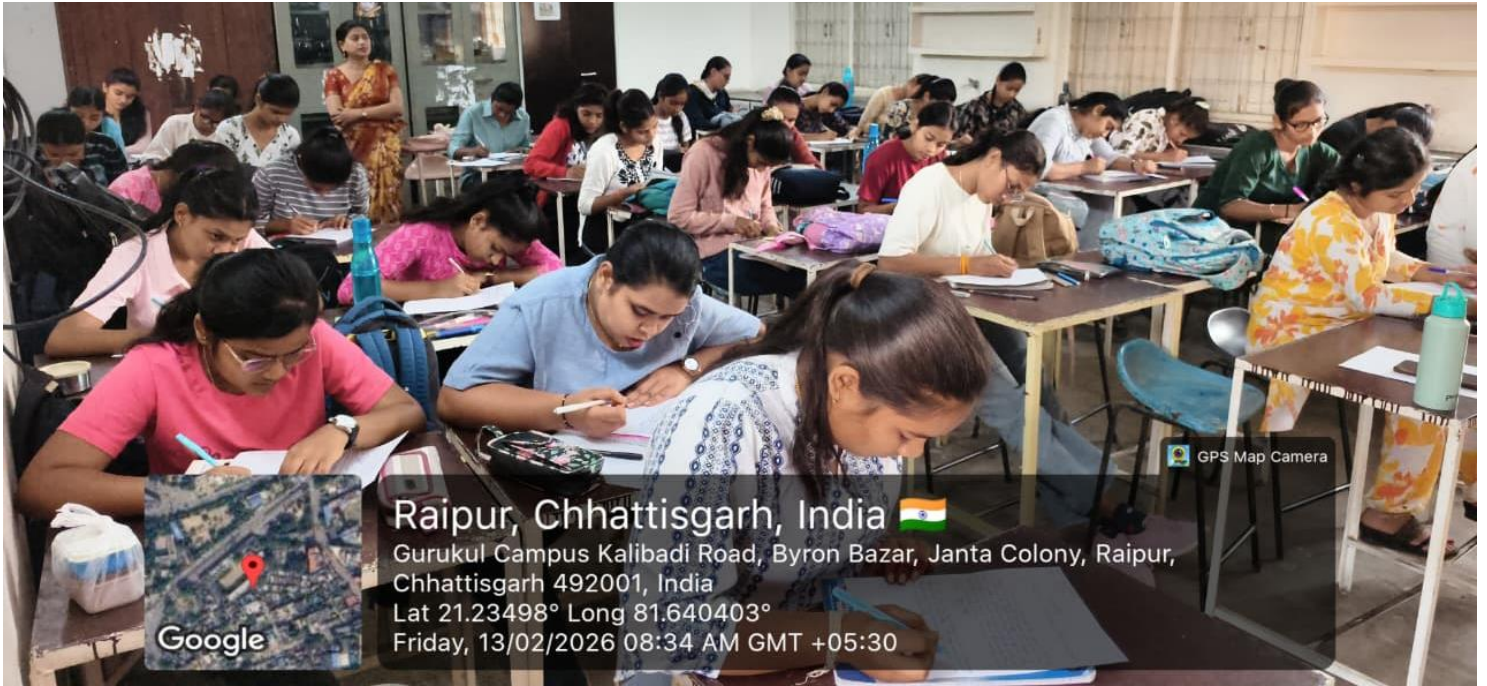 GPS Map Camera
Raipur, Chhattisgarh, India
Gurukul Campus Kalibadi Road, Byron Bazar, Janta Colony, Raipur,
Chhattisgarh 492001, India
Lat 21.23498° Long 81.640403°
Friday, 13/02/2026 08:34 AM GMT +05:30
Google